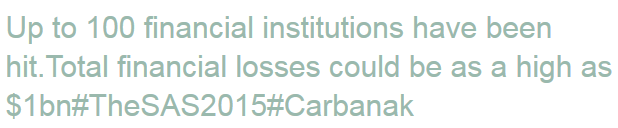 Up to 100 financial institutions have been
hit.Total financial losses could be as a high as
$1bn#TheSAS2015#Carbanak